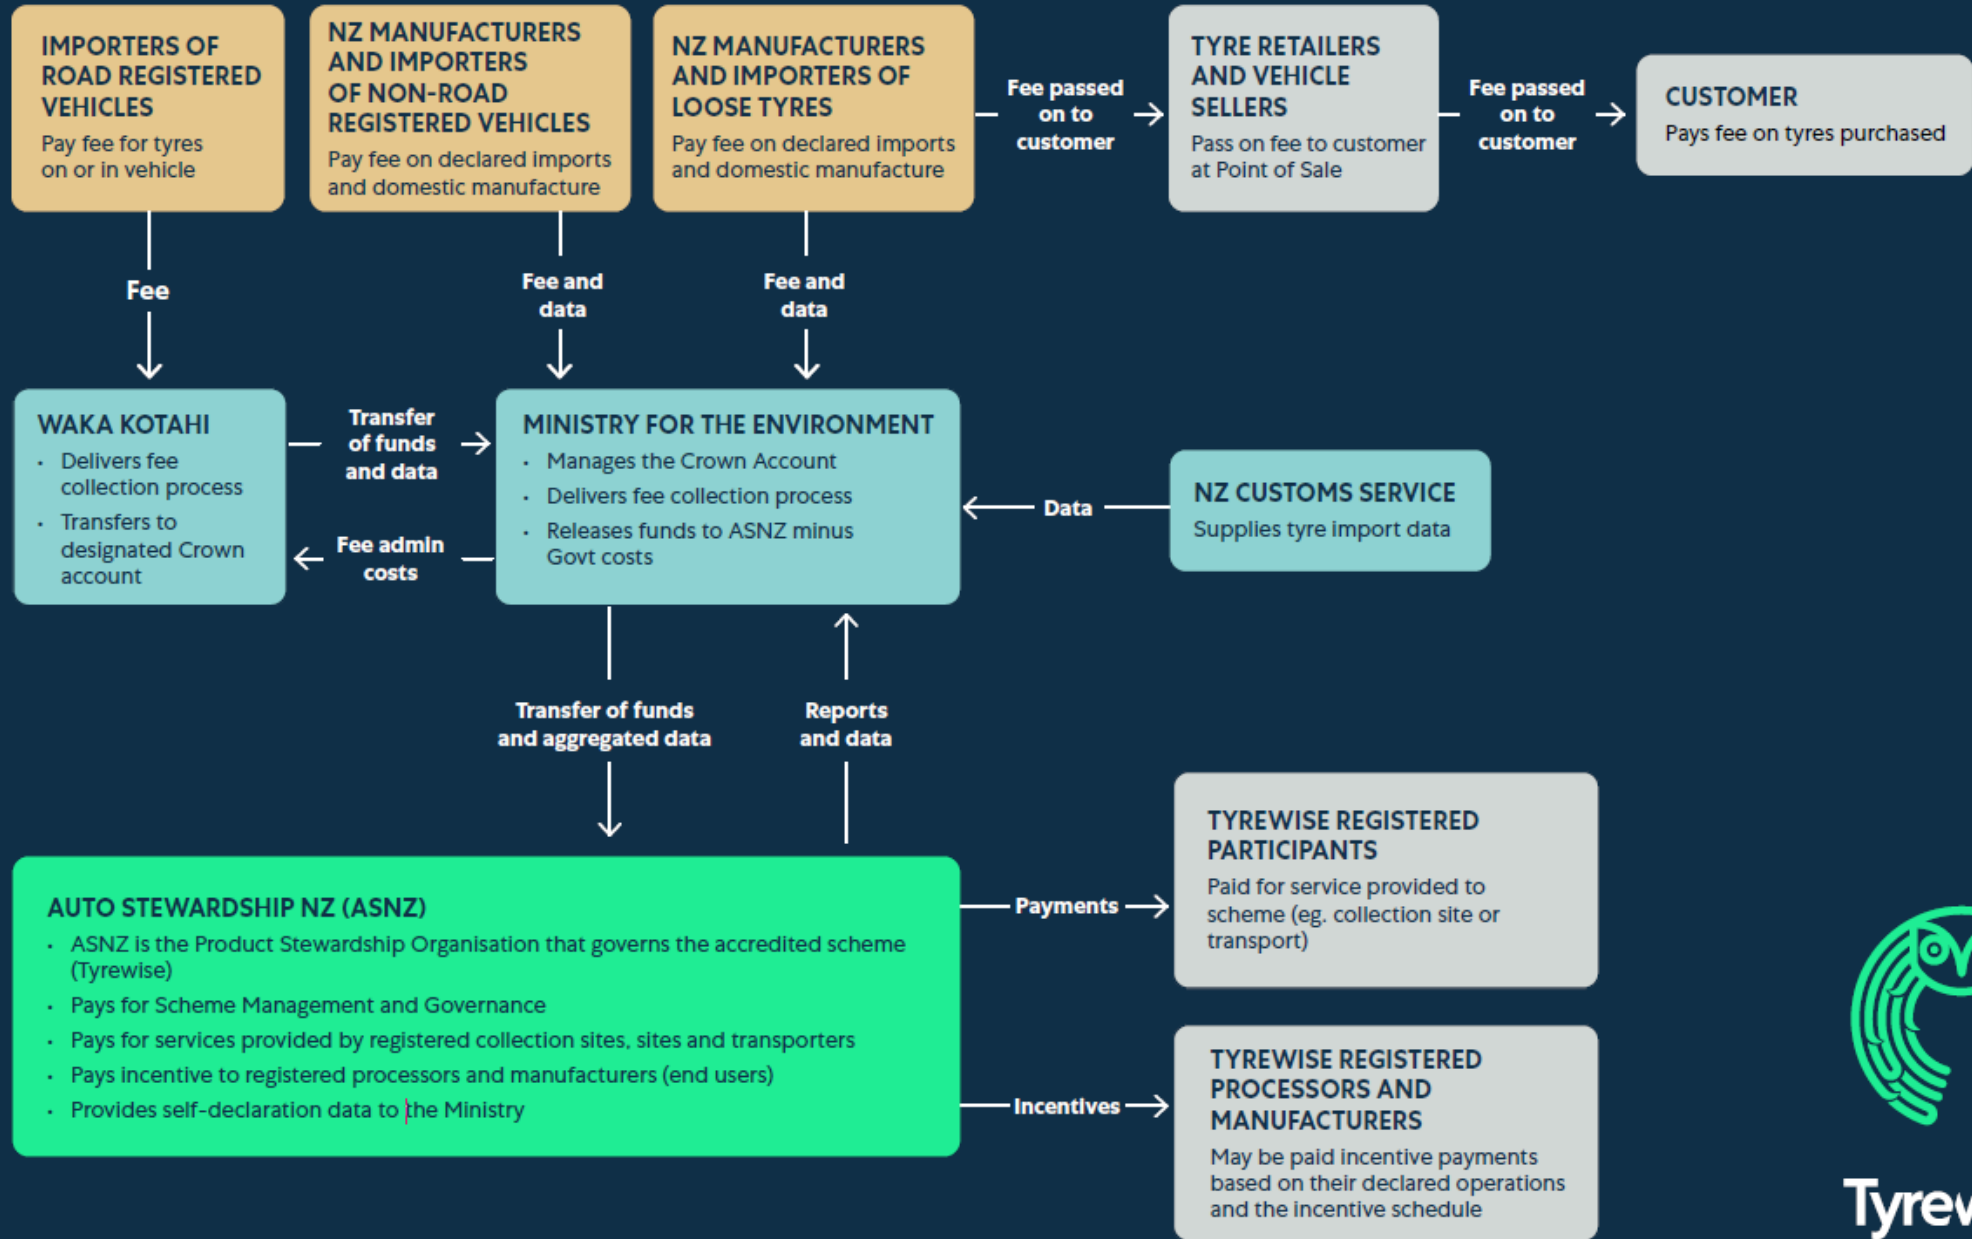 IMPORTERS OF
ROAD REGISTERED
VEHICLES
Pay fee for tyres
on or in vehicle
NZ MANUFACTURERS
AND IMPORTERS
OF NON-ROAD
REGISTERED VEHICLES
Pay fee on declared imports
and domestic manufacture
NZ MANUFACTURERS
AND IMPORTERS OF
LOOSE TYRES
Pay fee on declared imports
and domestic manufacture
Fee passed
on to
customer
TYRE RETAILERS
AND VEHICLE
SELLERS
Pass on fee to customer
at Point of Sale
Fee passed
on to
customer
CUSTOMER
Pays fee on tyres purchased
Fee
Fee and
data
Fee and
data
WAKA KOTAHI
• Delivers fee
collection process
• Transfers to
designated Crown
account
Transfer
of funds
and data
Fee admin
costs
MINISTRY FOR THE ENVIRONMENT
• Manages the Crown Account
• Delivers fee collection process
• Releases funds to ASNZ minus
Govt costs
Data
NZ CUSTOMS SERVICE
Supplies tyre import data
Transfer of funds
and aggregated data
Reports
and data
AUTO STEWARDSHIP NZ (ASNZ)
• ASNZ is the Product Stewardship Organisation that governs the accredited scheme
(Tyrewise)
• Pays for Scheme Management and Governance
• Pays for services provided by registered collection sites, sites and transporters
• Pays incentive to registered processors and manufacturers (end users)
• Provides self-declaration data to the Ministry
Payments
TYREWISE REGISTERED
PARTICIPANTS
Paid for service provided to
scheme (eg. collection site or
transport)
Incentives
TYREWISE REGISTERED
PROCESSORS AND
MANUFACTURERS
May be paid incentive payments
based on their declared operations
and the incentive schedule